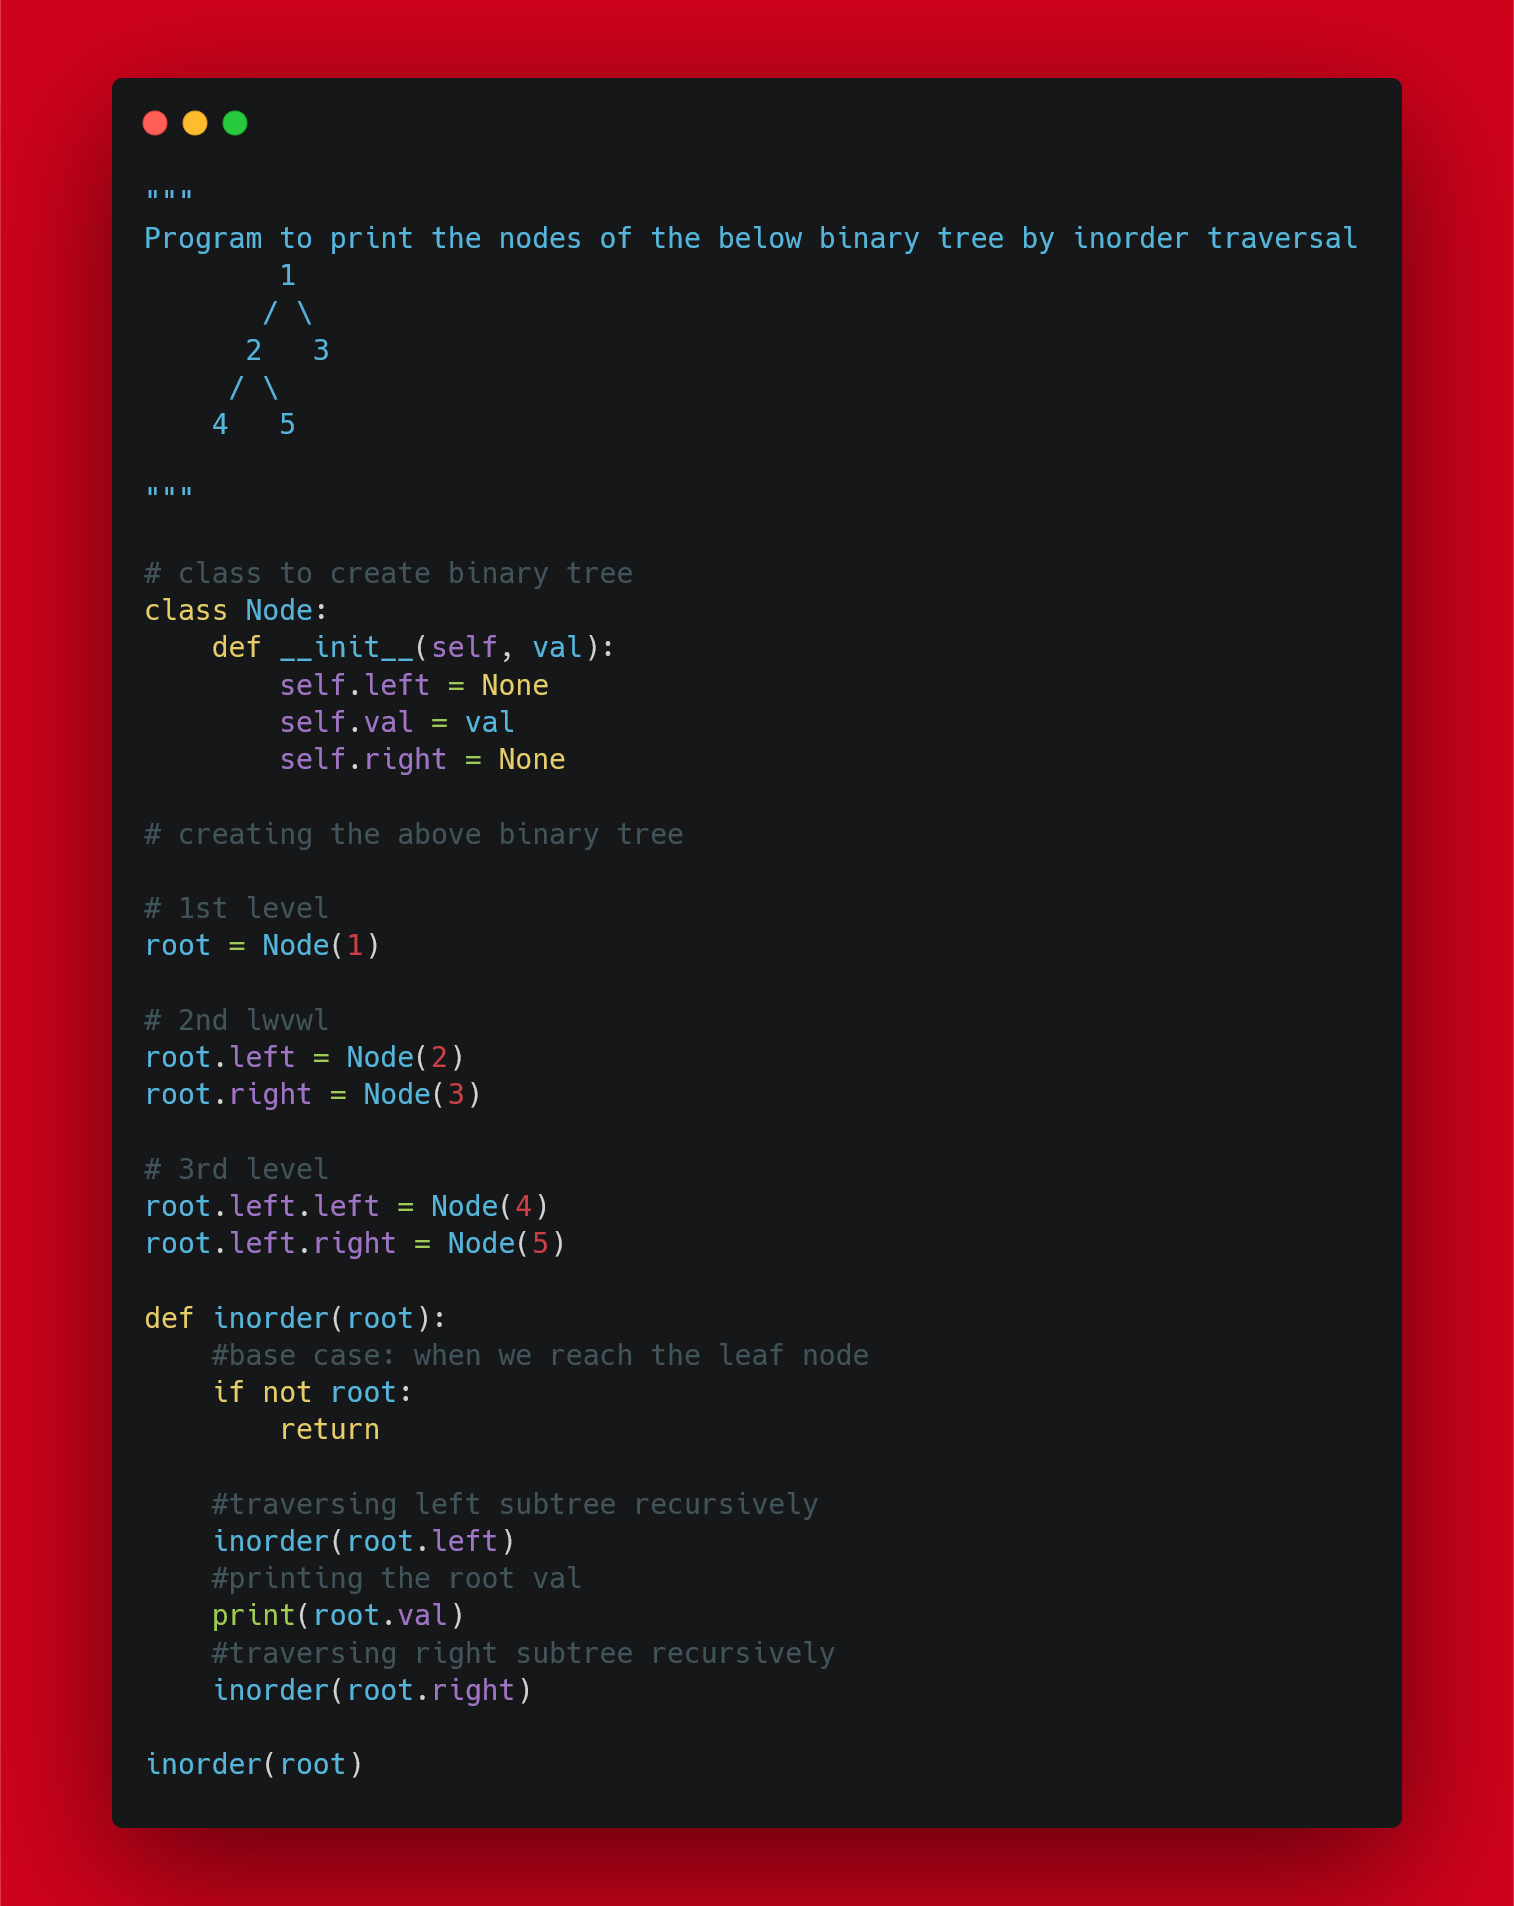 """
Program to print the nodes of the below binary tree by inorder traversal
        1
       / \
      2   3
     / \
    4   5

"""

# class to create binary tree
class Node:
    def __init__(self, val):
        self.left = None
        self.val = val
        self.right = None

# creating the above binary tree

# 1st level
root = Node(1)

# 2nd lwvwl
root.left = Node(2)
root.right = Node(3)

# 3rd level
root.left.left = Node(4)
root.left.right = Node(5)

def inorder(root):
    #base case: when we reach the leaf node
    if not root:
        return

    #traversing left subtree recursively
    inorder(root.left)
    #printing the root val
    print(root.val)
    #traversing right subtree recursively
    inorder(root.right)

inorder(root)